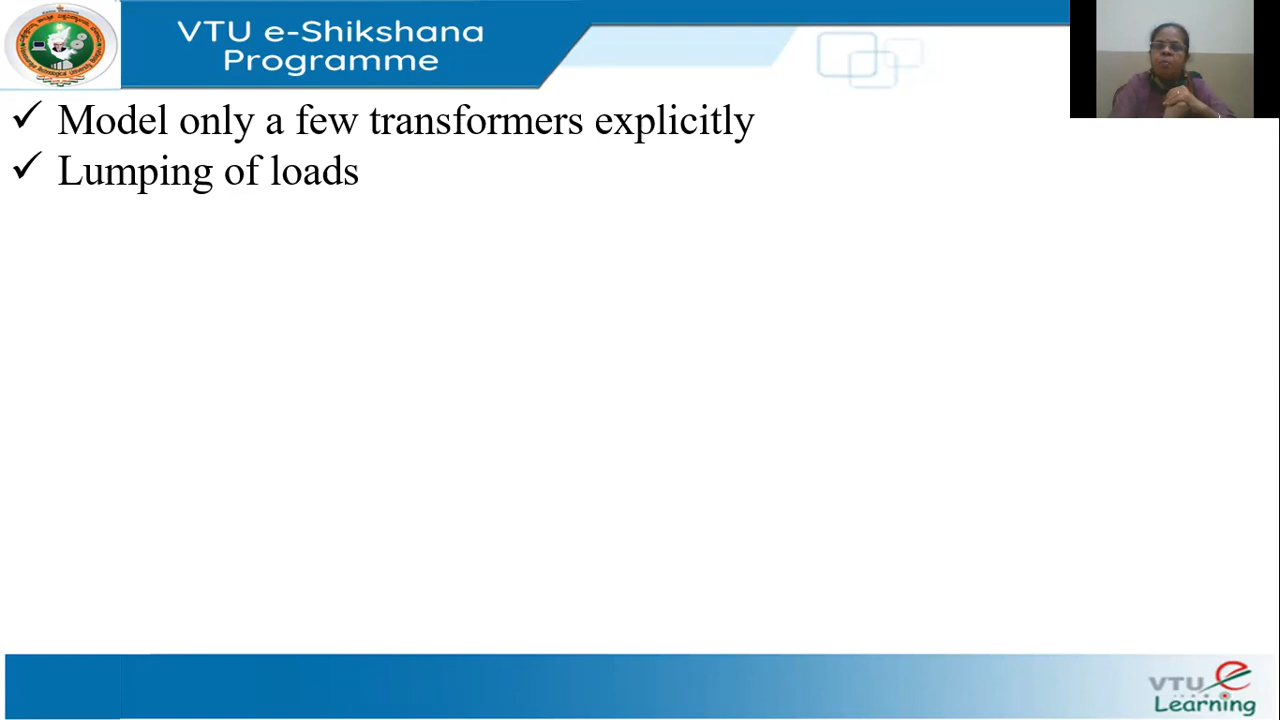 VTU e-Shikshana
Programme
✓ Model only a few transformers explicitly
✓ Lumping of loads
VTU e
Learning